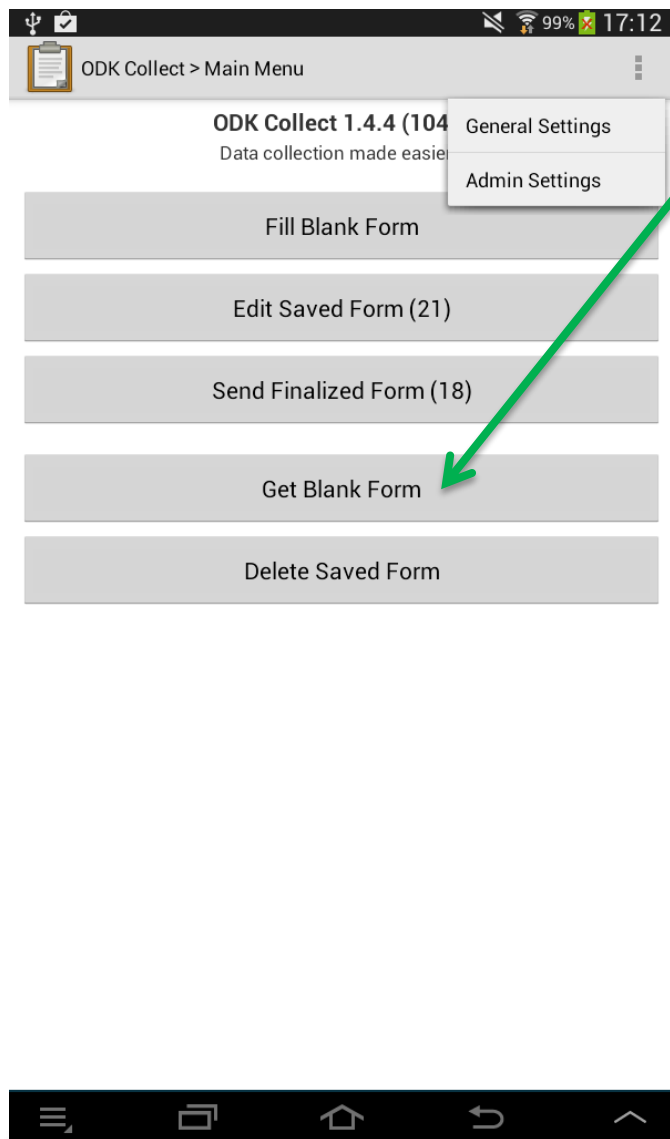 99% 17:12
ODK Collect > Main Menu
ODK Collect 1.4.4 (104
Data collection made easie
General Settings
Admin Settings
Fill Blank Form
Edit Saved Form (21)
Send Finalized Form (18)
Get Blank Form
Delete Saved Form